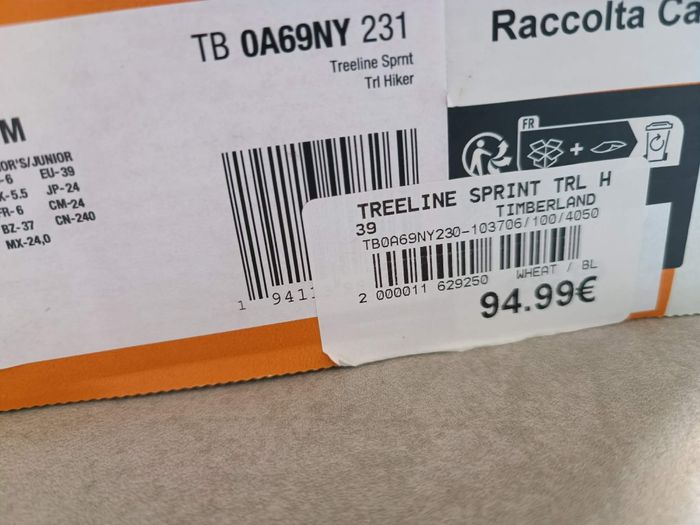 TB 0A69NY 231
Treeline Sprnt
Trl Hiker
Raccolta Ca
M
OR'S/JUNIOR
-6 EU-39
K-5.5 JP-24
FR-6 CM-24
BZ-37 CN-240
MX-24,0
FR
+
1 9411
TREELINE SPRINT TRL H
39 TIMBERLAND
TB0A69NY230-103706/100/4050
2 000011 629250 WHEAT / BL
94.99€